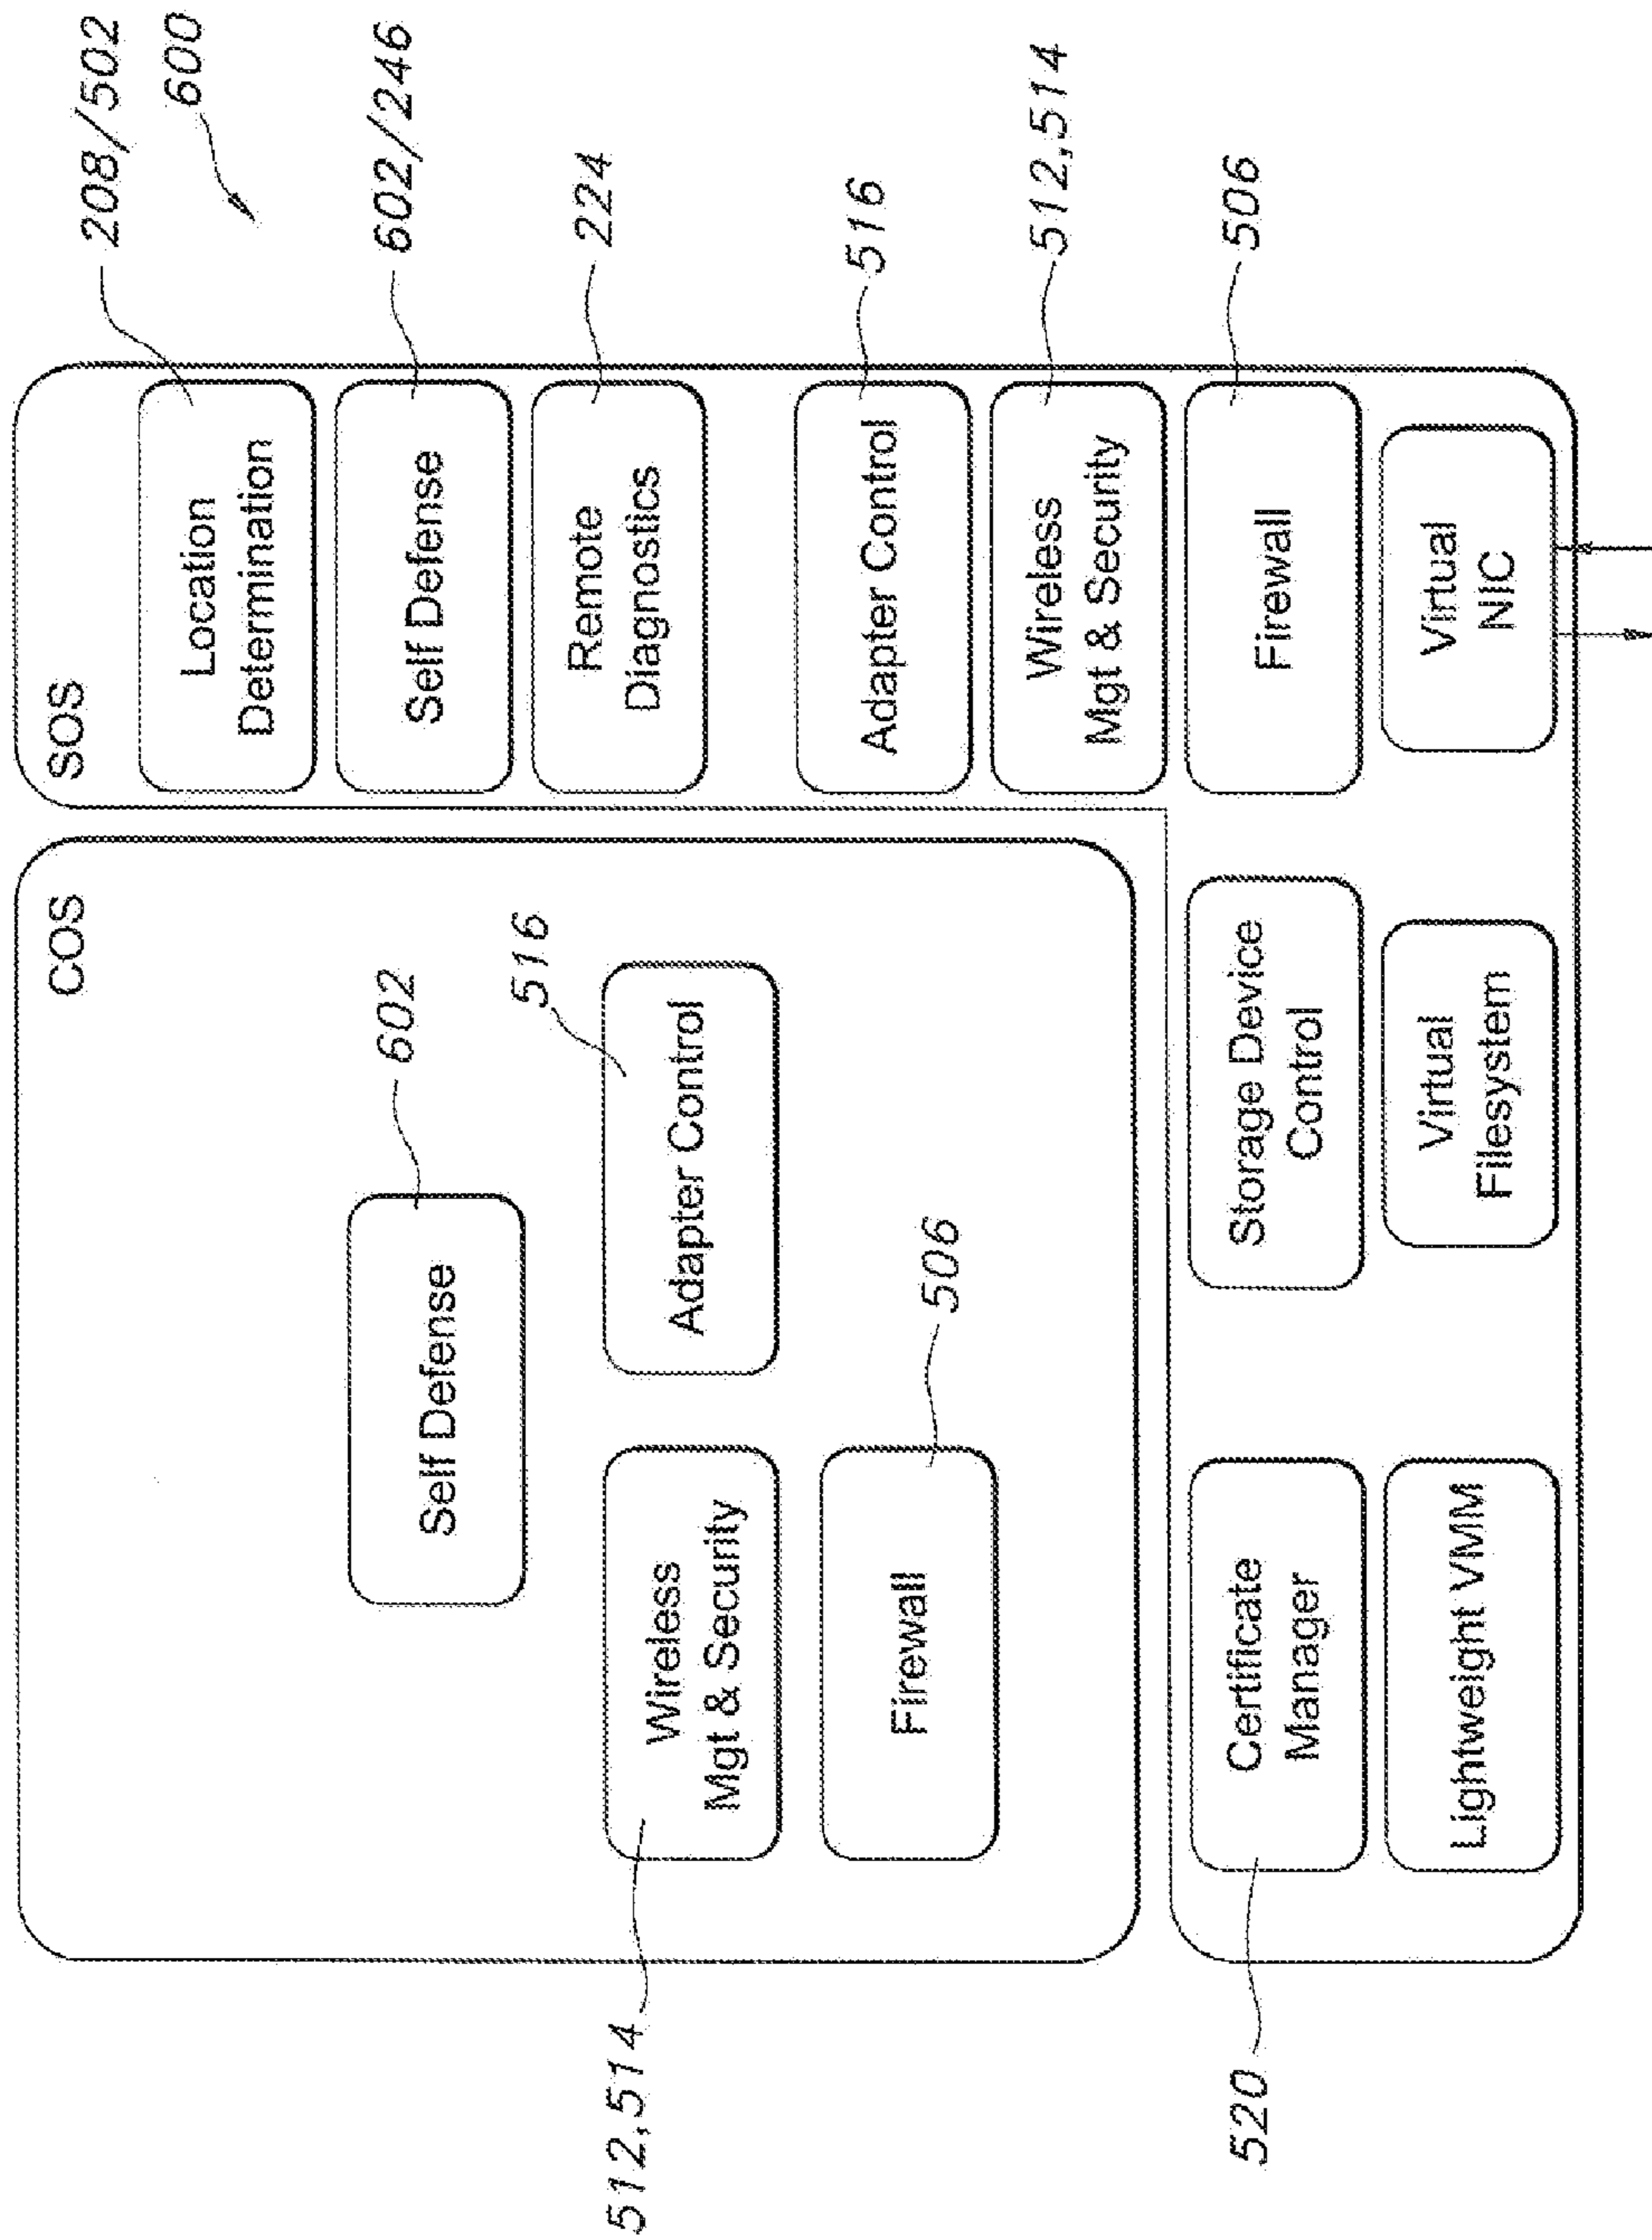 600
COS
SOS
208/502
Location
Determination
602
Self Defense
602/246
Self Defense
224
Remote
Diagnostics
512,514
Wireless
Mgt & Security
516
Adapter Control
516
Adapter Control
506
Firewall
512,514
Wireless
Mgt & Security
520
Certificate
Manager
Storage Device
Control
506
Firewall
Lightweight VMM
Virtual
Filesystem
Virtual
NIC